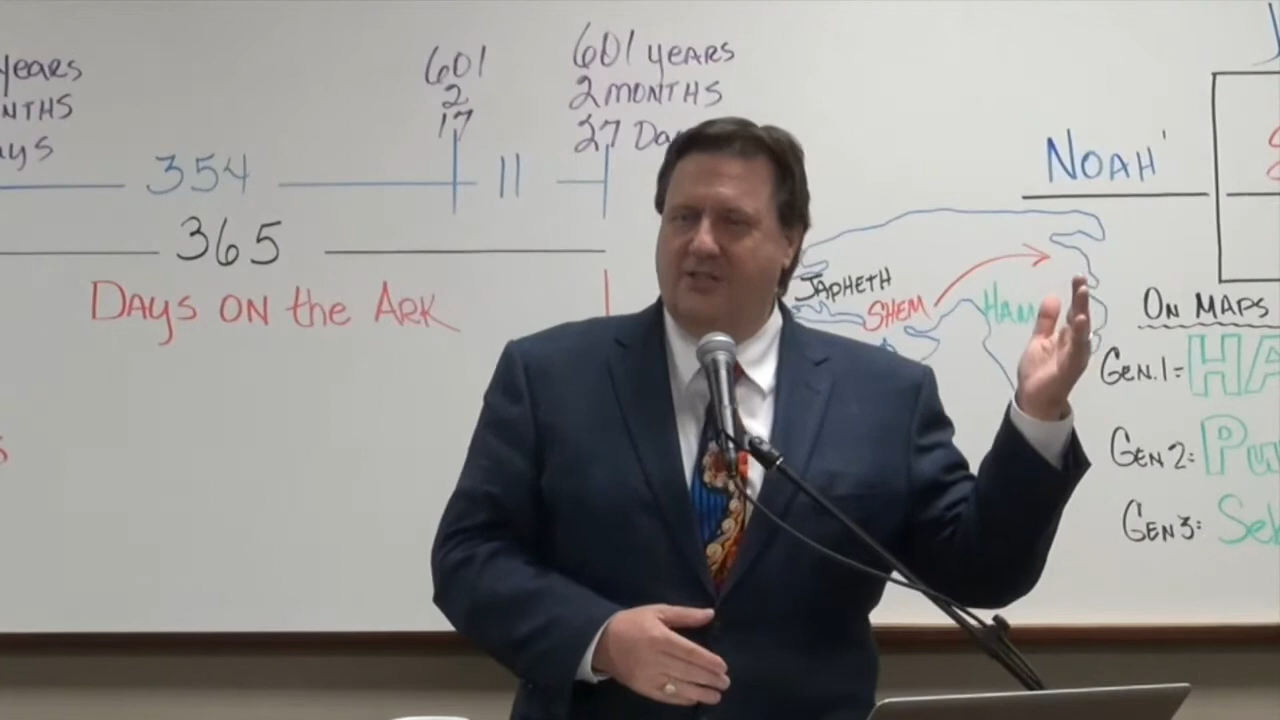 years
NTHS
ays
354
601
2
17
11
601 years
2 MONTHS
27 Da
365
Days on the Ark
Noah
Japheth
Shem
Ham
On Maps
Gen.1= HA
Gen 2: Pu
Gen 3: